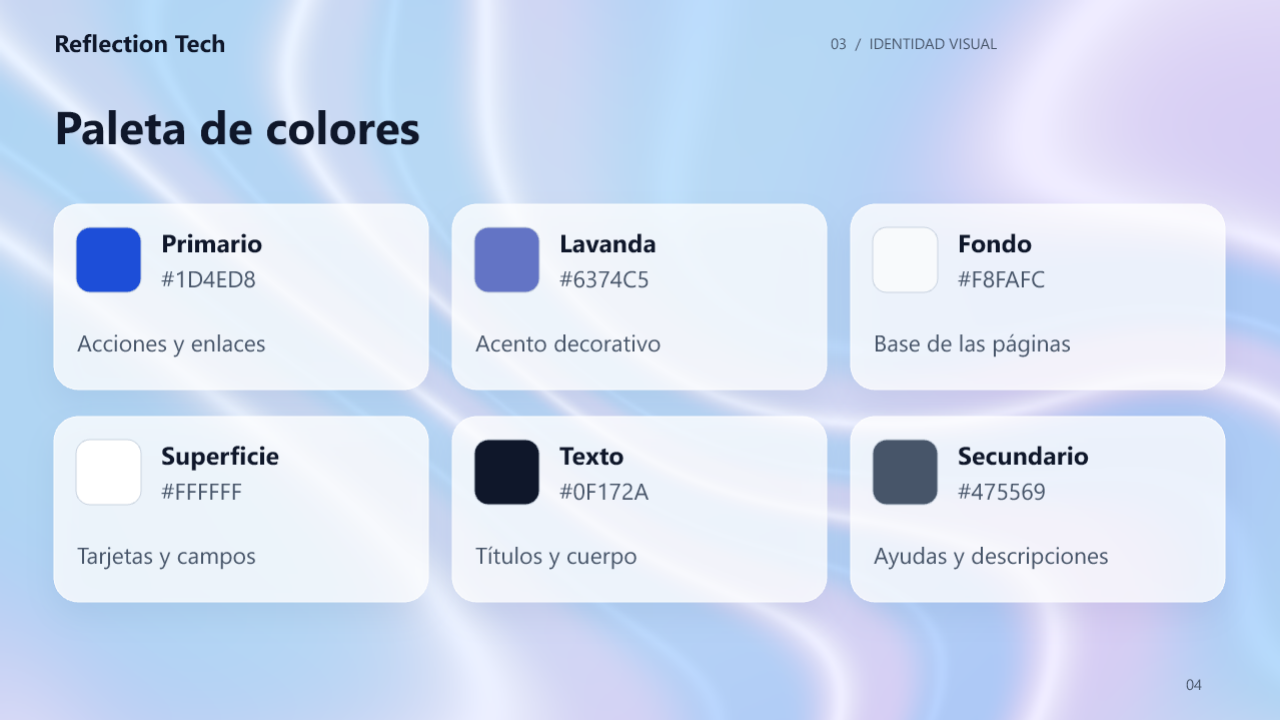 Reflection Tech
03 / IDENTIDAD VISUAL
Paleta de colores
Primario
#1D4ED8
Acciones y enlaces
Lavanda
#6374C5
Acento decorativo
Fondo
#F8FAFC
Base de las páginas
Superficie
#FFFFFF
Tarjetas y campos
Texto
#0F172A
Títulos y cuerpo
Secundario
#475569
Ayudas y descripciones
04